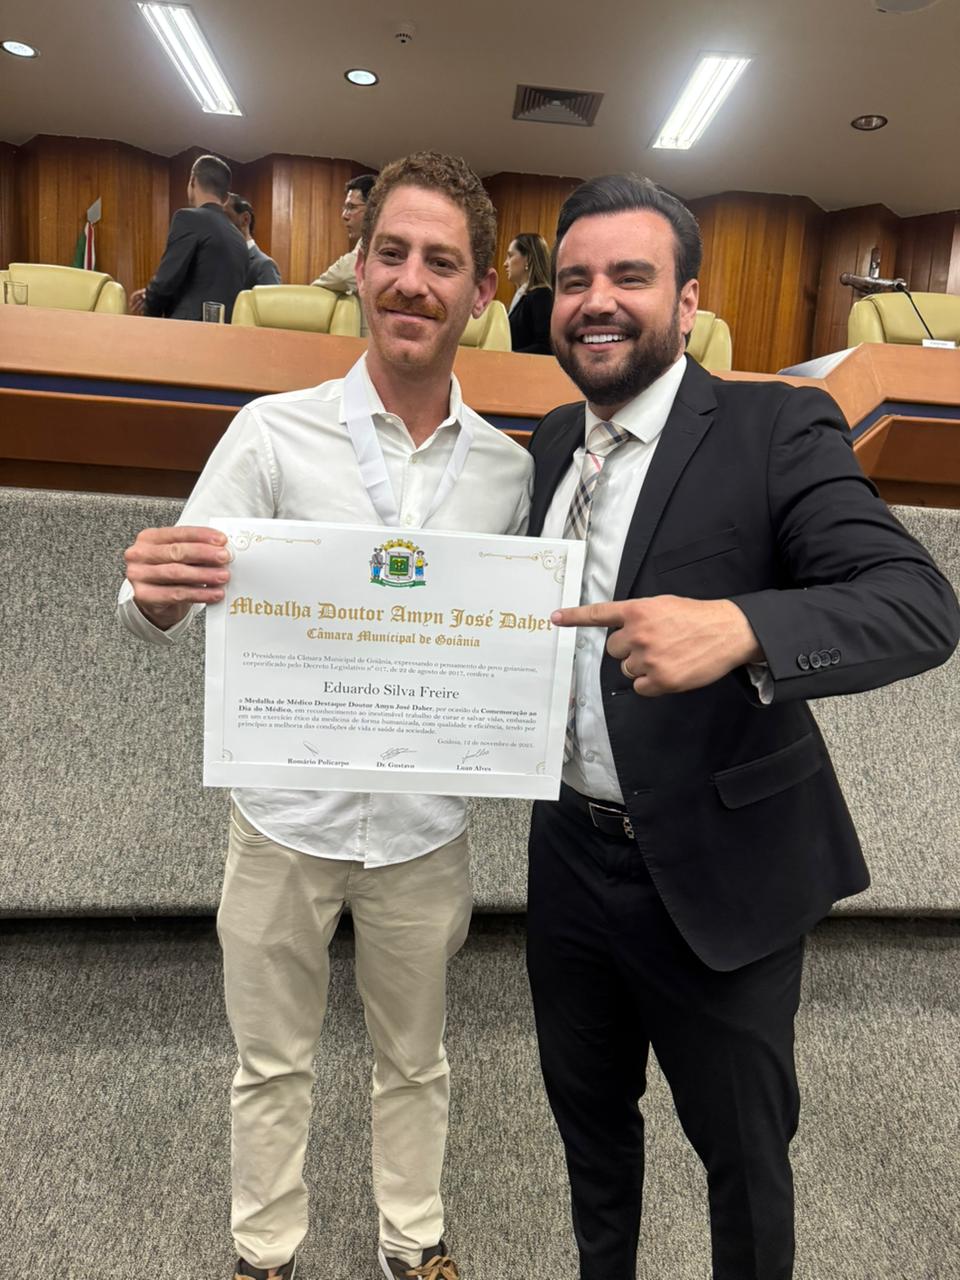 Medalha Doutor Amyn José Daher
Câmara Municipal de Goiânia
O Presidente da Câmara Municipal de Goiânia, expressando o pensamento do povo goianiense,
corporificado pelo Decreto Legislativo nº 017, de 22 de agosto de 2017, confere a
Eduardo Silva Freire
a Medalha de Médico Destaque Doutor Amyn José Daher, por ocasião da Comemoração ao
Dia do Médico, em reconhecimento ao inestimável trabalho de curar e salvar vidas, embasado
em um exercício ético da medicina de forma humanizada, com qualidade e eficiência, tendo por
princípio a melhoria das condições de vida e saúde da sociedade.
Goiânia, 12 de novembro de
Romário Policarpo
Dr. Gustavo
Luan Alves